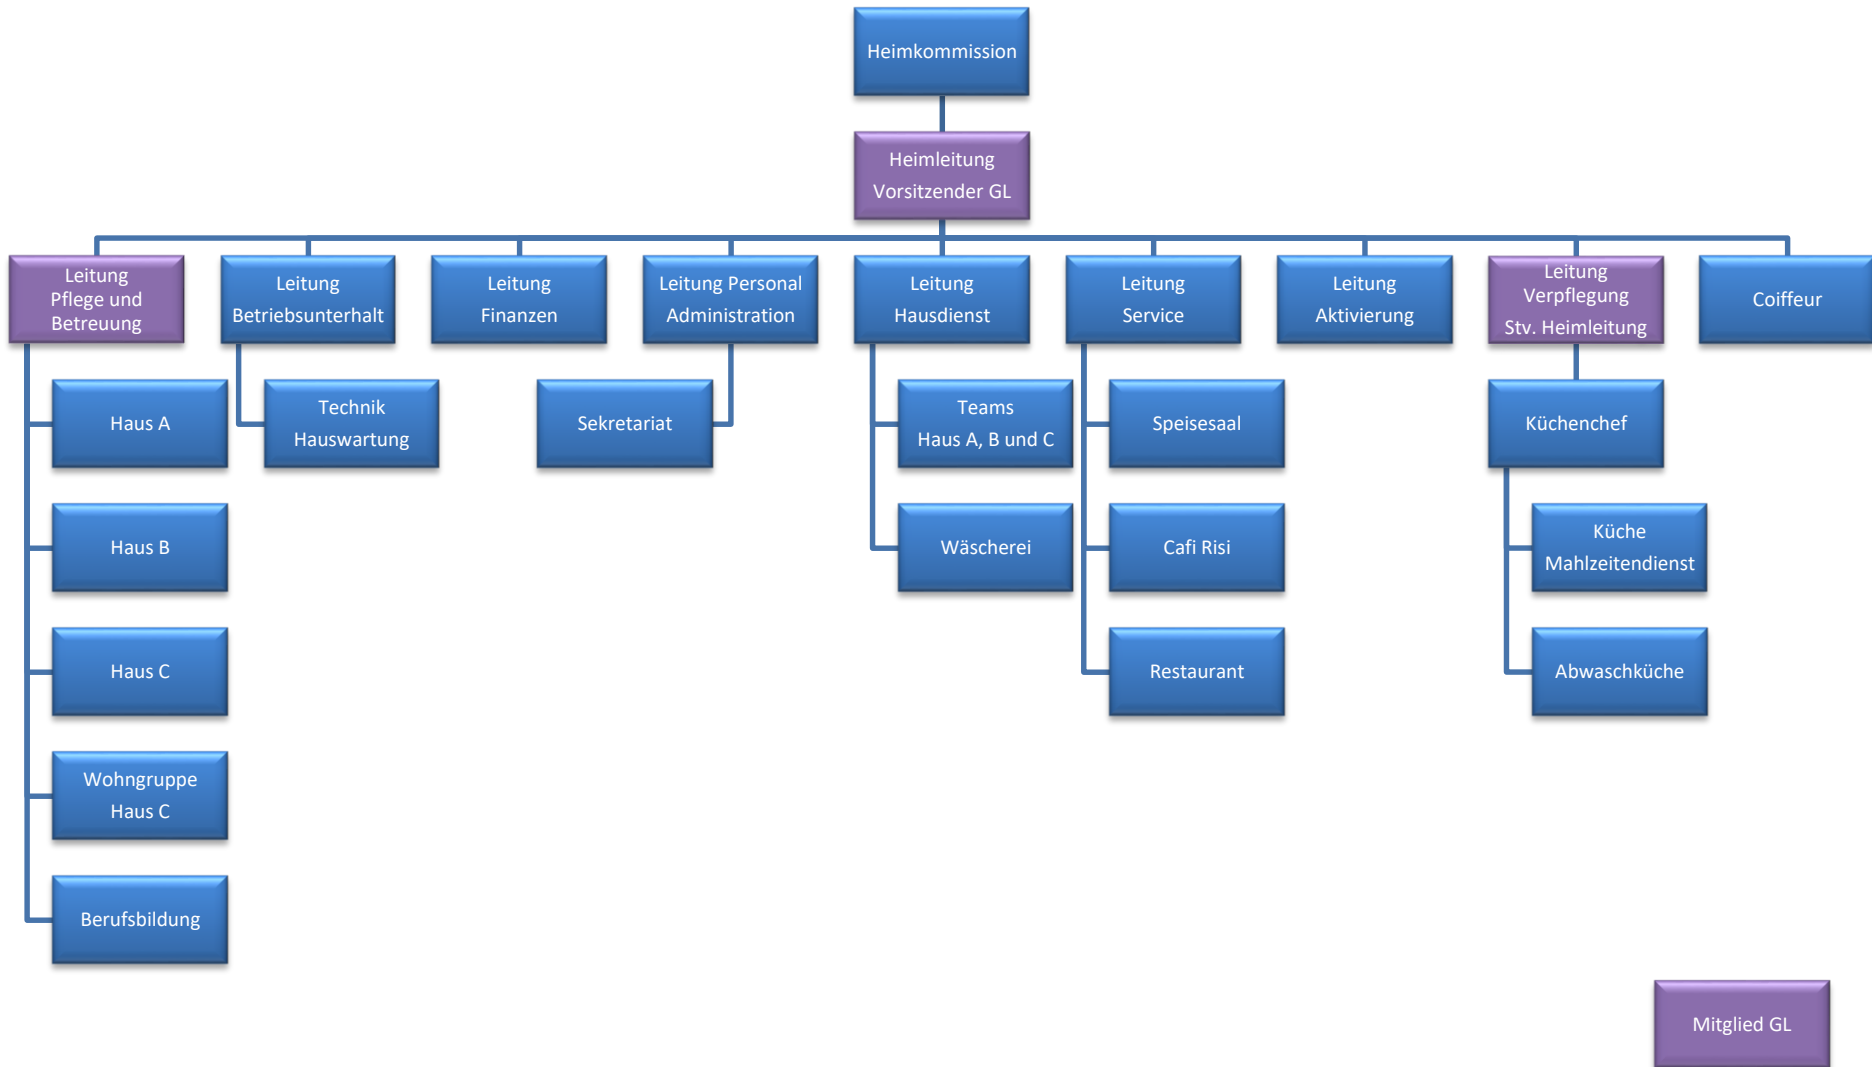 Heimkommission
Heimleitung
Vorsitzender GL
Leitung
Pflege und
Betreuung
Leitung
Betriebsunterhalt
Leitung
Finanzen
Leitung Personal
Administration
Leitung
Hausdienst
Leitung
Service
Leitung
Aktivierung
Leitung
Verpflegung
Stv. Heimleitung
Coiffeur
Haus A
Technik
Hauswartung
Sekretariat
Teams
Haus A, B und C
Speisesaal
Küchenchef
Haus B
Wäscherei
Cafi Risi
Küche
Mahlzeitendienst
Haus C
Restaurant
Abwaschküche
Wohngruppe
Haus C
Berufsbildung
Mitglied GL